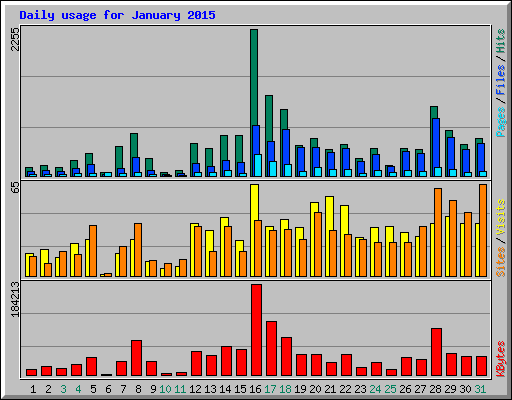 Daily usage for January 2015
2255
Pages / Files / Hits
65
Sites / Visits
184213
KBytes
1 2 3 4 5 6 7 8 9 10 11 12 13 14 15 16 17 18 19 20 21 22 23 24 25 26 27 28 29 30 31